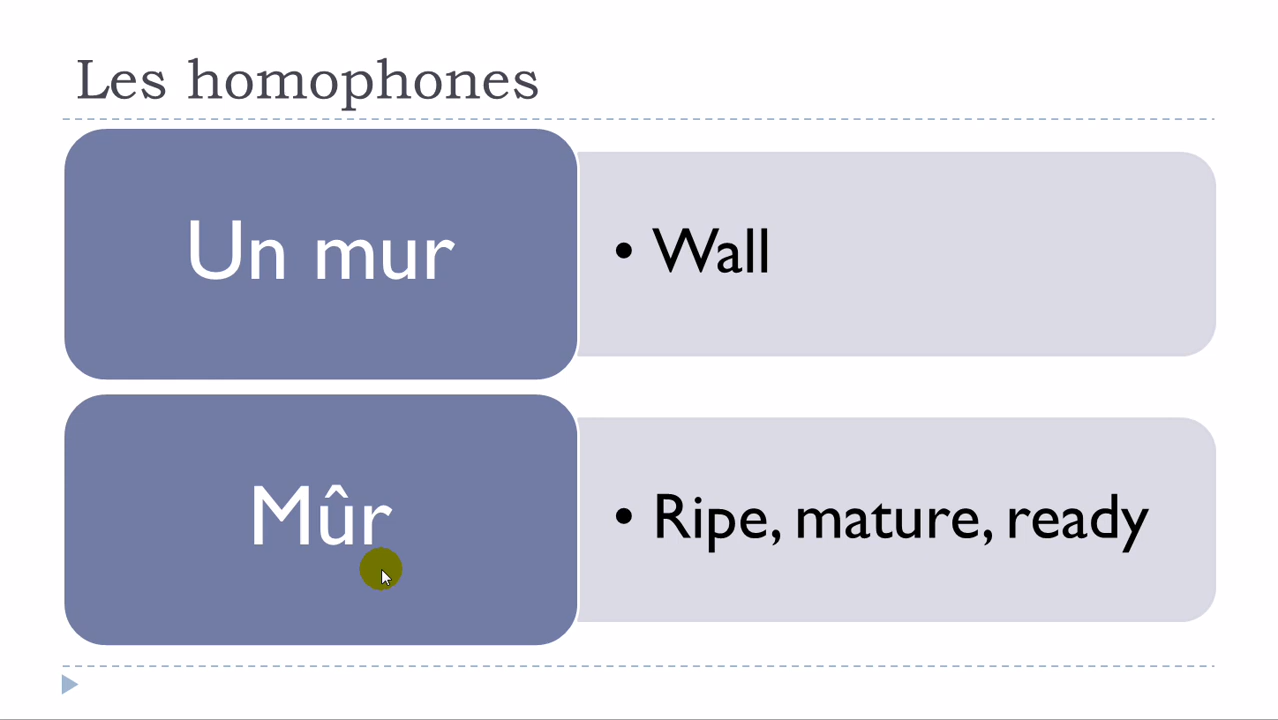 Les homophones
Un mur
• Wall
Mûr
• Ripe, mature, ready